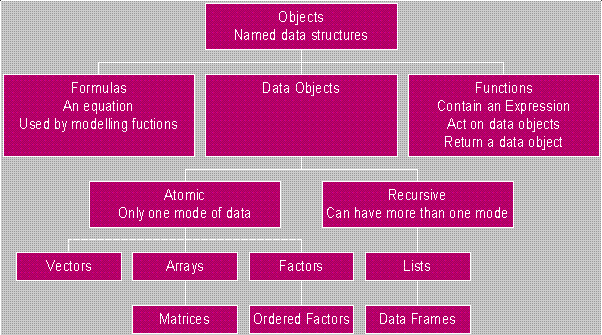 Objects
Named data structures
Formulas
An equation
Used by modelling fuctions
Data Objects
Functions
Contain an Expression
Act on data objects
Return a data object
Atomic
Only one mode of data
Recursive
Can have more than one mode
Vectors
Arrays
Factors
Lists
Matrices
Ordered Factors
Data Frames